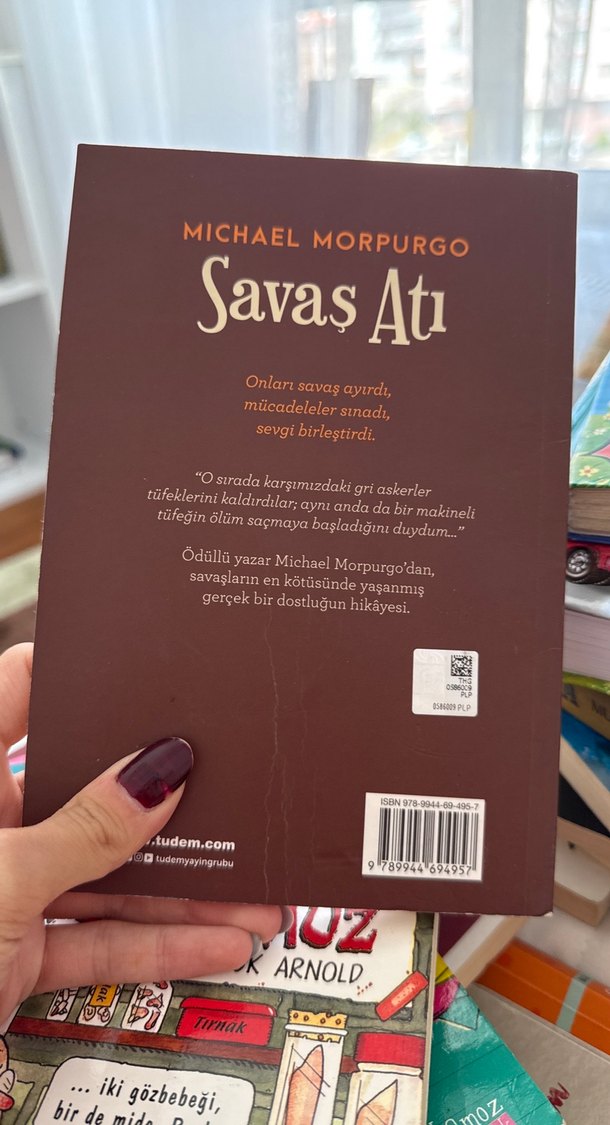 MICHAEL MORPURGO
Savaş Atı
Onları savaş ayırdı,
mücadeleler sınadı,
sevgi birleştirdi.
“O sırada karşımızdaki gri askerler
tüfeklerini kaldırdılar; aynı anda da bir makineli
tüfeğin ölüm saçmaya başladığını duydum...”
Ödüllü yazar Michael Morpurgo’dan,
savaşların en kötüsünde yaşanmış
gerçek bir dostluğun hikâyesi.
THG
0586009
PLP
0586009 PLP
ISBN 978-9944-69-495-7
9 789944 694957
.tudem.com
tudemyayingrubu
ARNOLD
Tırnak
... iki gözbebeği,
bir de mide